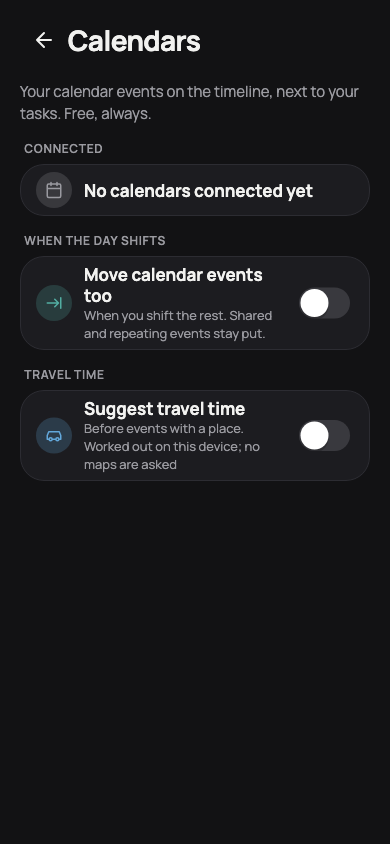 Calendars
Your calendar events on the timeline, next to your
tasks. Free, always.
CONNECTED
No calendars connected yet
WHEN THE DAY SHIFTS
Move calendar events
too
When you shift the rest. Shared
and repeating events stay put.
TRAVEL TIME
Suggest travel time
Before events with a place.
Worked out on this device; no
maps are asked